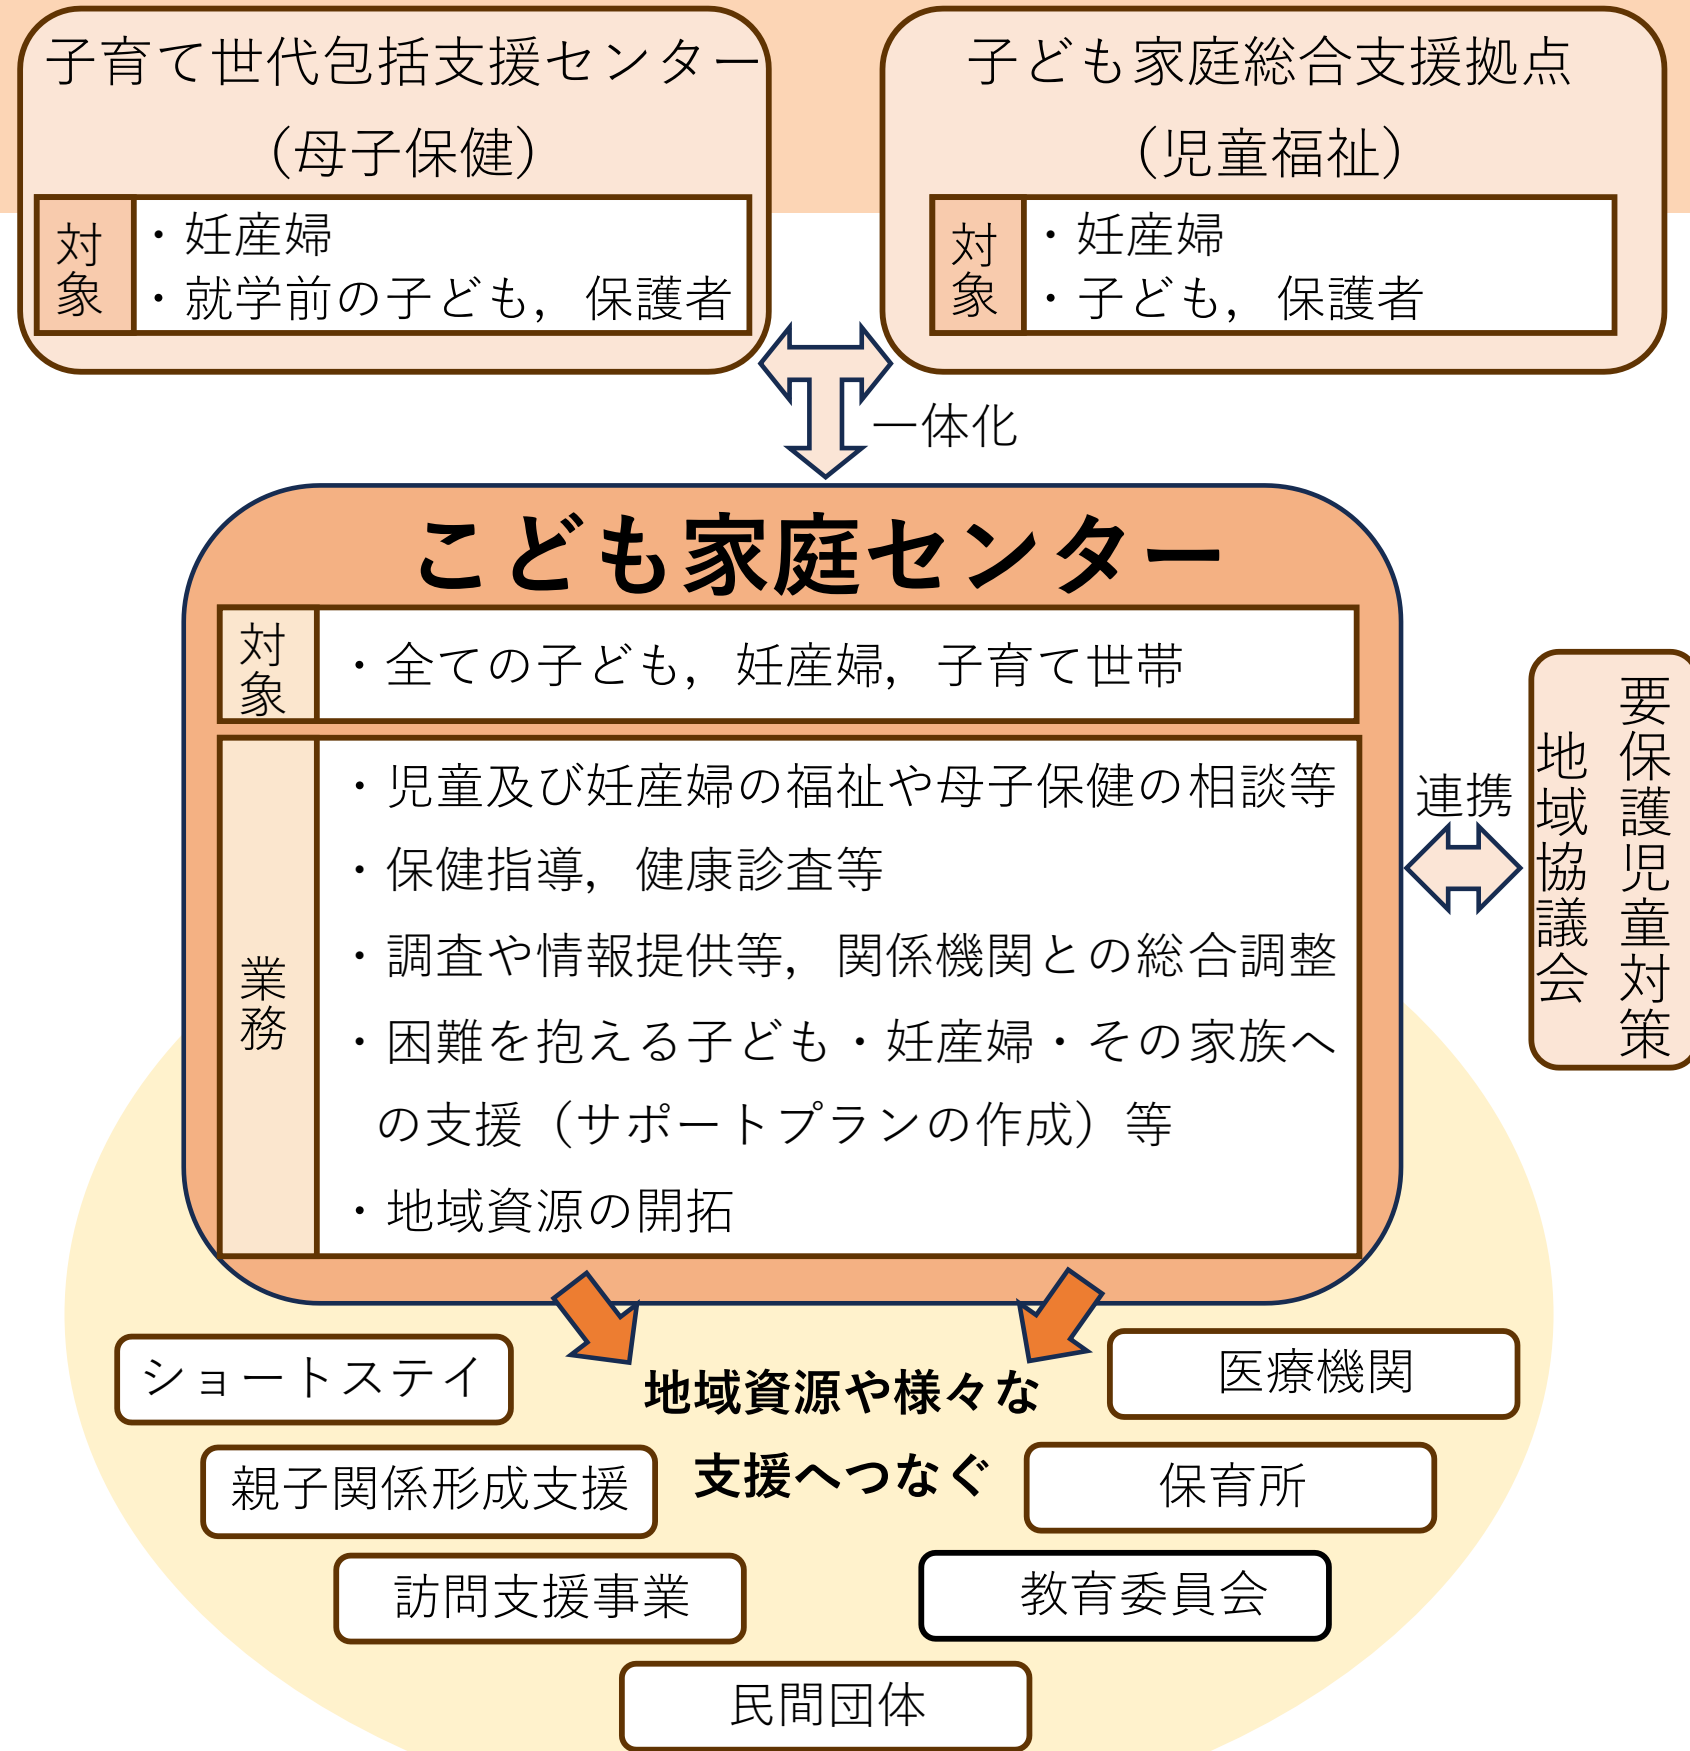 子育て世代包括支援センター
（母子保健）
対象
・妊産婦
・就学前の子ども，保護者
子ども家庭総合支援拠点
（児童福祉）
対象
・妊産婦
・子ども，保護者
一体化
こども家庭センター
対象
・全ての子ども，妊産婦，子育て世帯
業務
・児童及び妊産婦の福祉や母子保健の相談等
・保健指導，健康診査等
・調査や情報提供等，関係機関との総合調整
・困難を抱える子ども・妊産婦・その家族へ
の支援（サポートプランの作成）等
・地域資源の開拓
連携
要保護児童対策
地域協議会
地域資源や様々な
支援へつなぐ
ショートステイ
親子関係形成支援
訪問支援事業
民間団体
医療機関
保育所
教育委員会